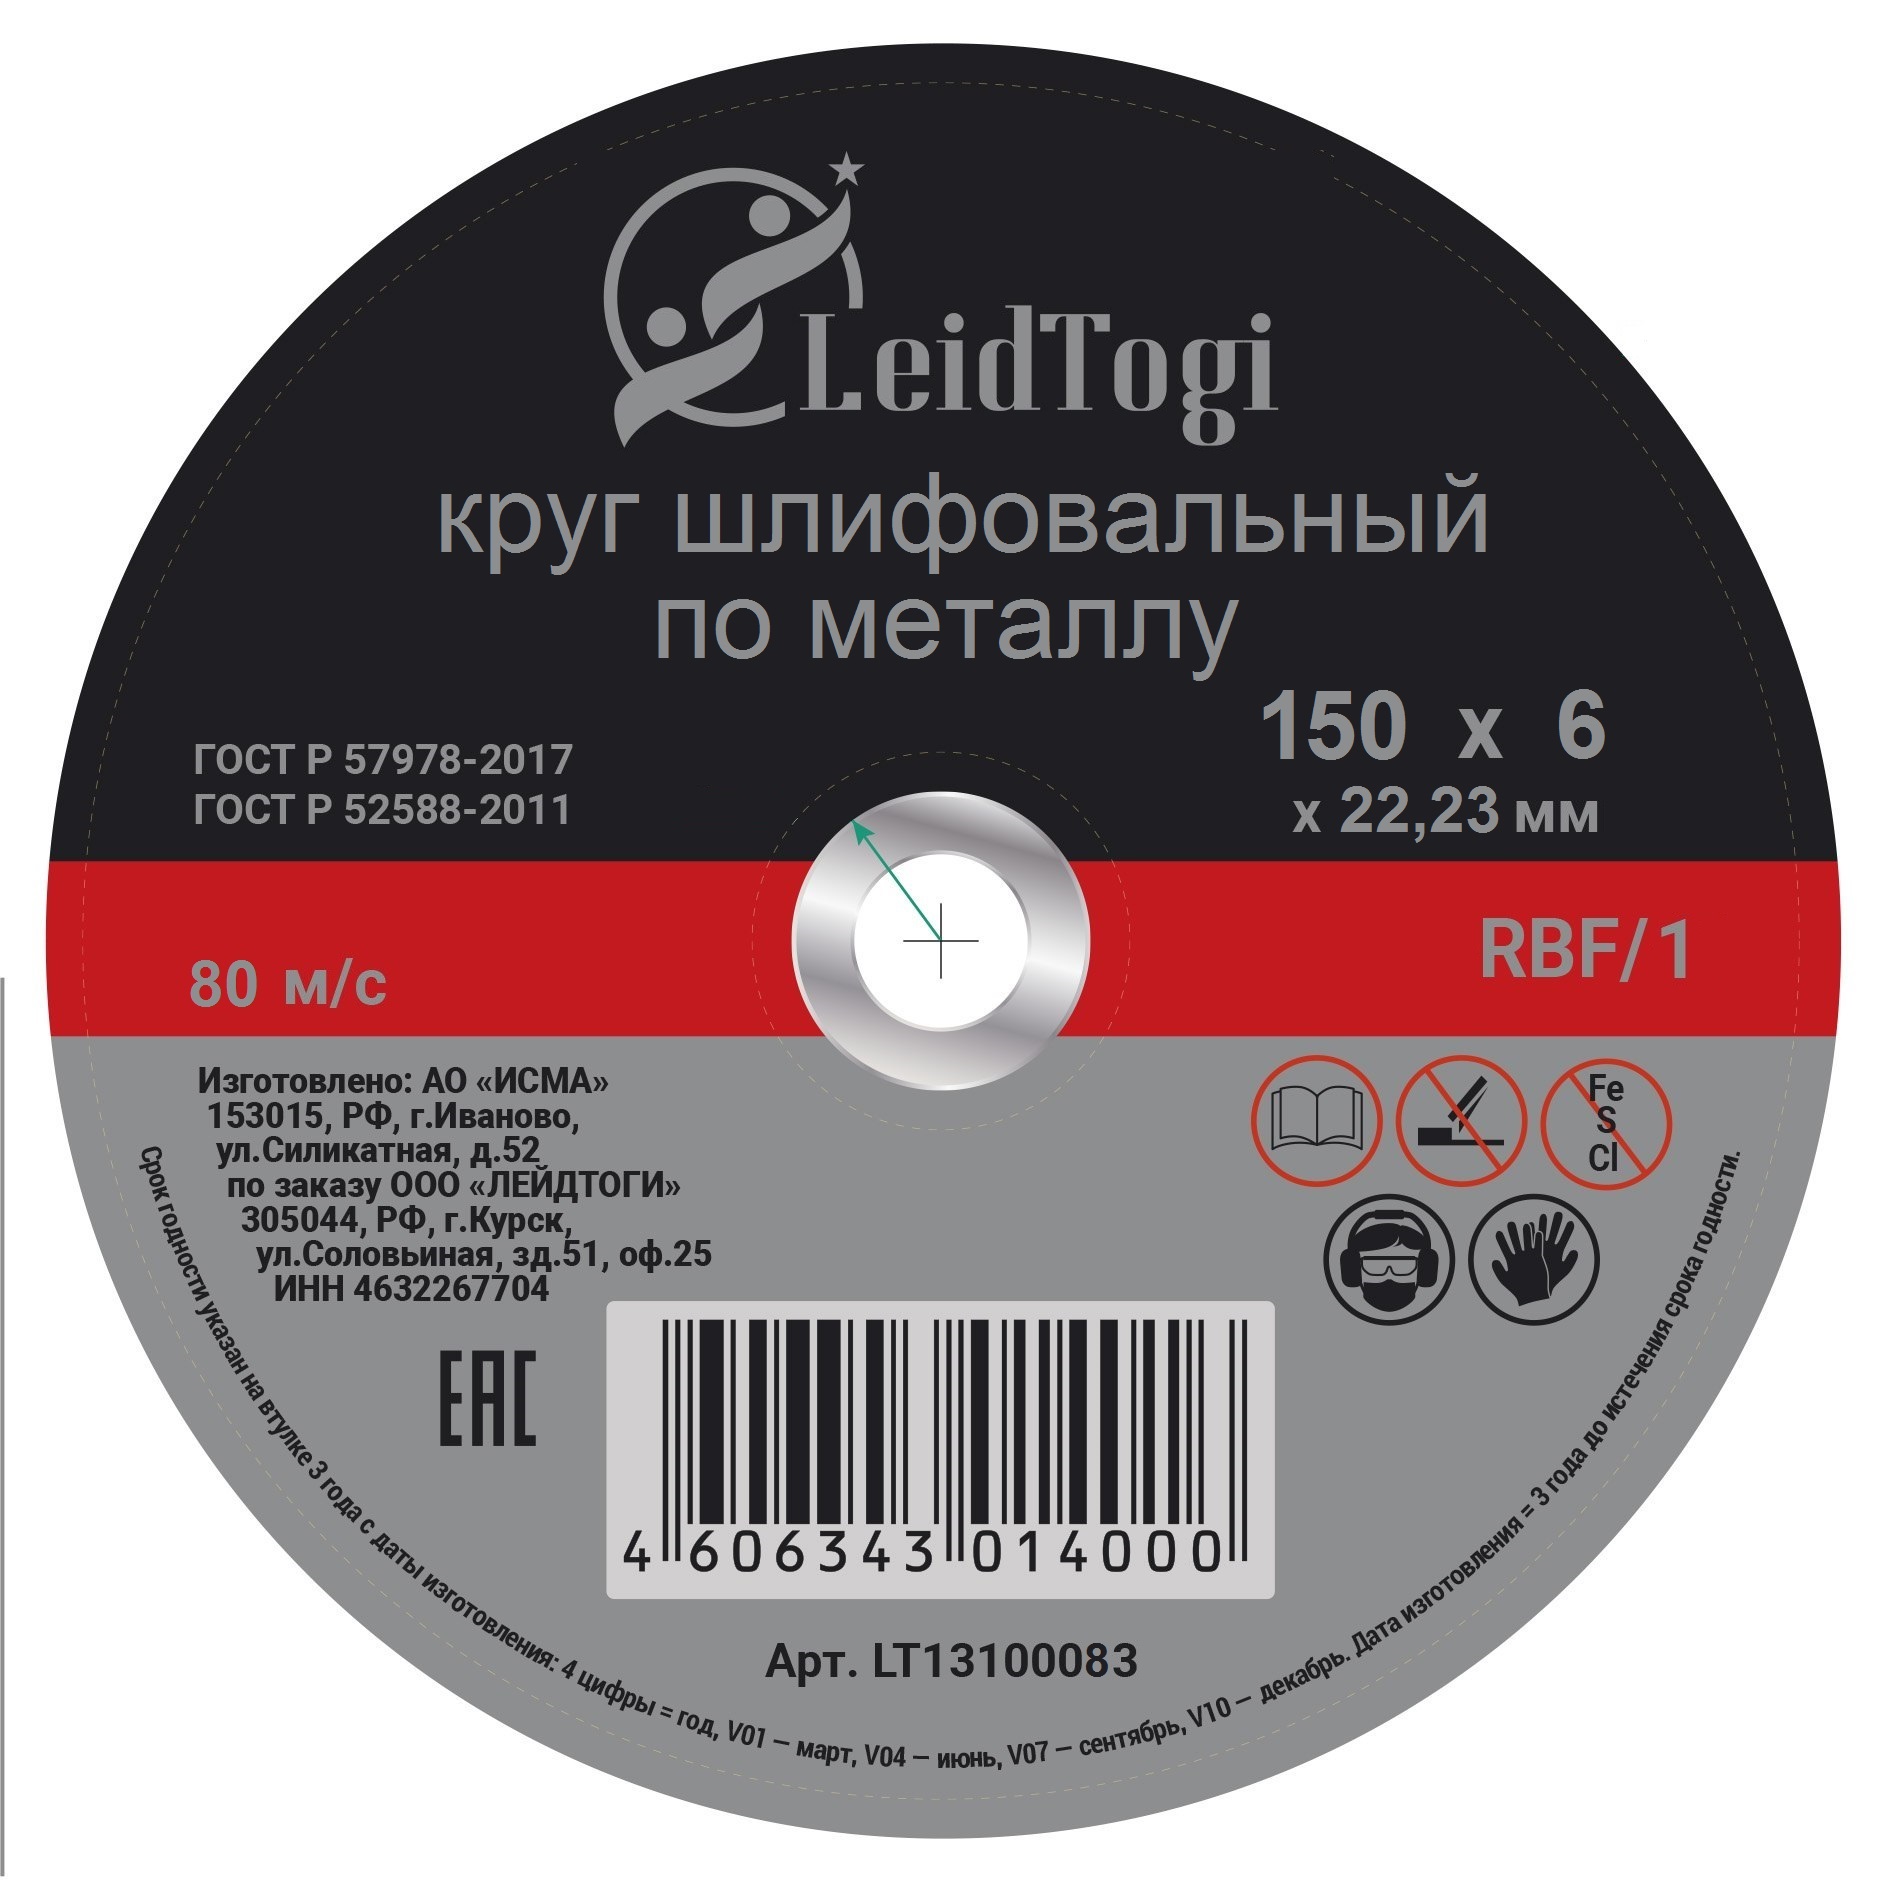 LeidTogi
круг шлифовальный
по металлу
150 x 6
x 22,23 мм
ГОСТ Р 57978-2017
ГОСТ Р 52588-2011
80 м/с
RBF/1
Изготовлено: АО «ИСМА»
153015, РФ, г.Иваново,
ул.Силикатная, д.52
по заказу ООО «ЛЕЙДТОГИ»
305044, РФ, г.Курск,
ул.Соловьиная, зд.51, оф.25
ИНН 4632267704
Fe
S
Cl
EAC
4 606343 014000
Арт. LT13100083
Срок годности указан на втулке 3 года с даты изготовления: 4 цифры = год, V01 — март, V04 — июнь, V07 — сентябрь, V10 — декабрь. Дата изготовления = 3 года до истечения срока годности.